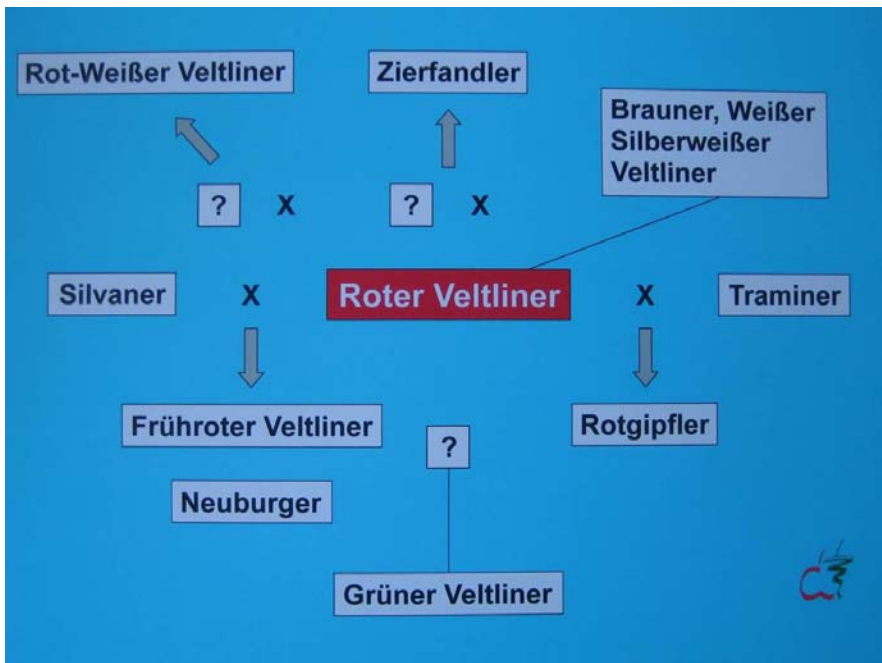 Rot-Weißer Veltliner
Zierfandler
Brauner, Weißer
Silberweißer
Veltliner
? X
? X
Silvaner X Roter Veltliner X Traminer
Frühroter Veltliner
?
Rotgipfler
Neuburger
Grüner Veltliner